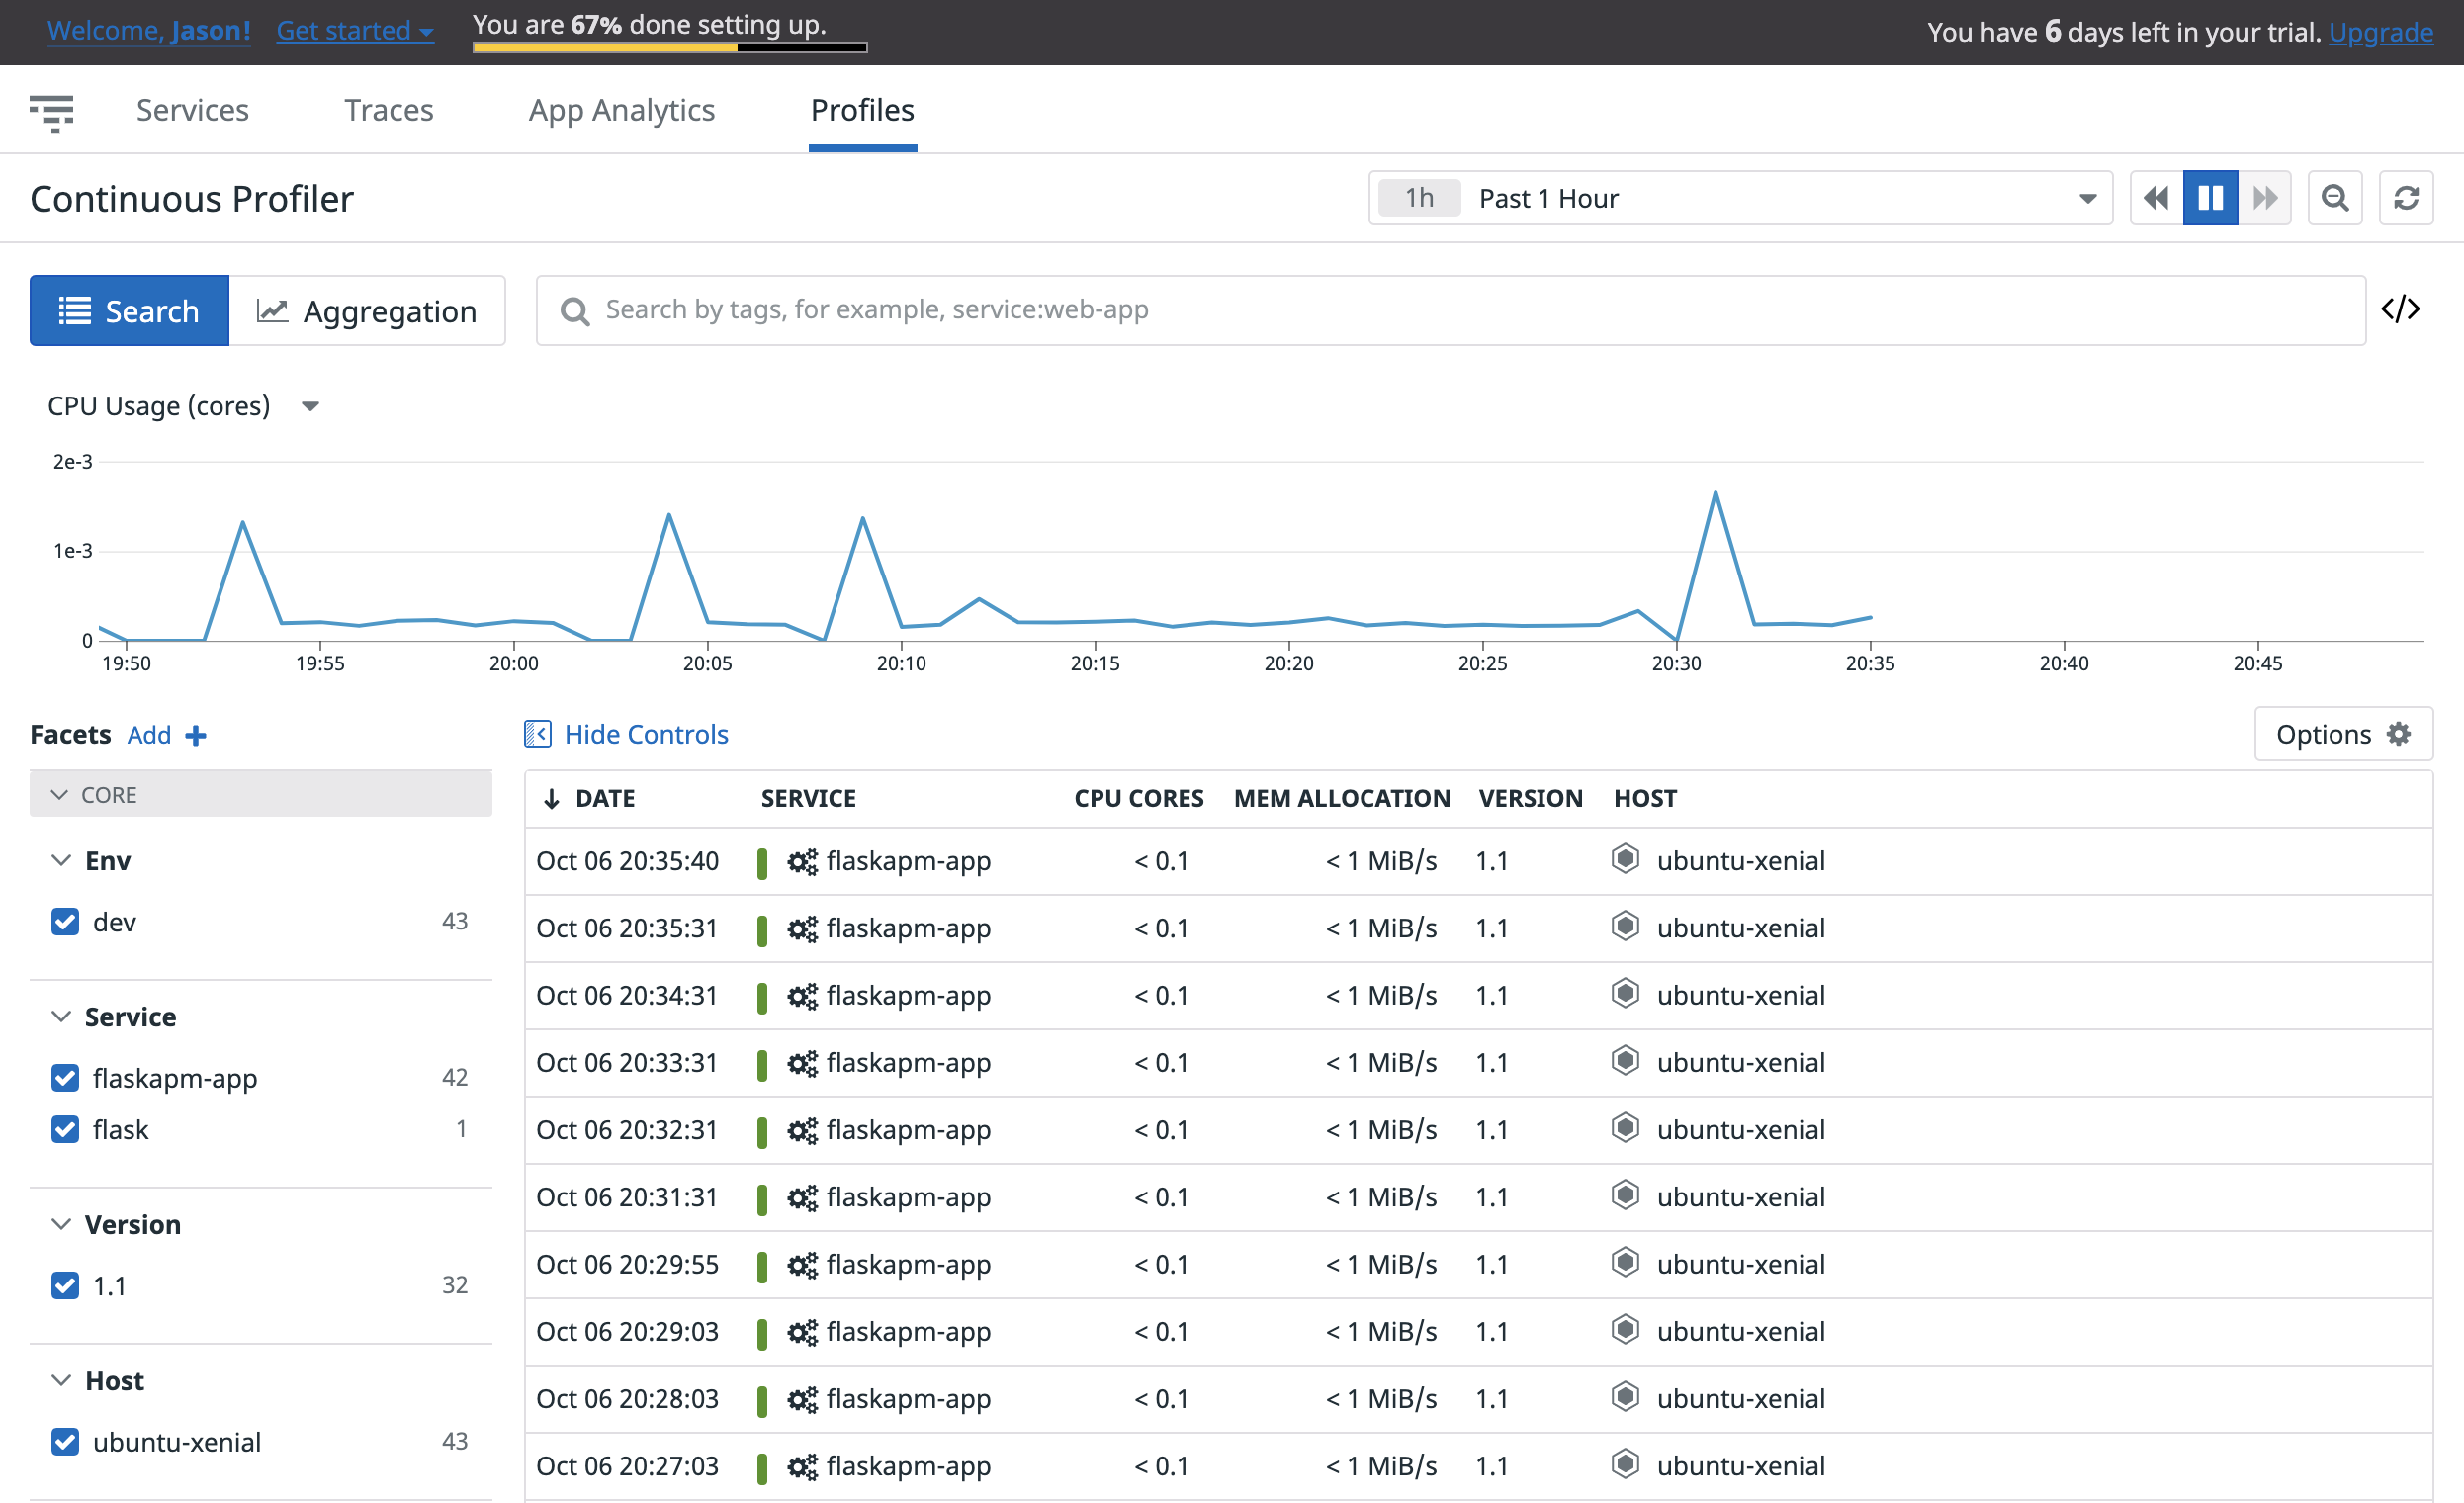 Welcome, Jason! Get started You are 67% done setting up. You have 6 days left in your trial. Upgrade
Services Traces App Analytics Profiles
Continuous Profiler 1h Past 1 Hour
Search Aggregation Search by tags, for example, service:web-app </>
CPU Usage (cores)
2e-3
1e-3
0
19:50 19:55 20:00 20:05 20:10 20:15 20:20 20:25 20:30 20:35 20:40 20:45
Facets Add + Hide Controls Options
CORE
Env
dev 43
Service
flaskapm-app 42
flask 1
Version
1.1 32
Host
ubuntu-xenial 43
DATE SERVICE CPU CORES MEM ALLOCATION VERSION HOST
Oct 06 20:35:40 flaskapm-app < 0.1 < 1 MiB/s 1.1 ubuntu-xenial
Oct 06 20:35:31 flaskapm-app < 0.1 < 1 MiB/s 1.1 ubuntu-xenial
Oct 06 20:34:31 flaskapm-app < 0.1 < 1 MiB/s 1.1 ubuntu-xenial
Oct 06 20:33:31 flaskapm-app < 0.1 < 1 MiB/s 1.1 ubuntu-xenial
Oct 06 20:32:31 flaskapm-app < 0.1 < 1 MiB/s 1.1 ubuntu-xenial
Oct 06 20:31:31 flaskapm-app < 0.1 < 1 MiB/s 1.1 ubuntu-xenial
Oct 06 20:29:55 flaskapm-app < 0.1 < 1 MiB/s 1.1 ubuntu-xenial
Oct 06 20:29:03 flaskapm-app < 0.1 < 1 MiB/s 1.1 ubuntu-xenial
Oct 06 20:28:03 flaskapm-app < 0.1 < 1 MiB/s 1.1 ubuntu-xenial
Oct 06 20:27:03 flaskapm-app < 0.1 < 1 MiB/s 1.1 ubuntu-xenial